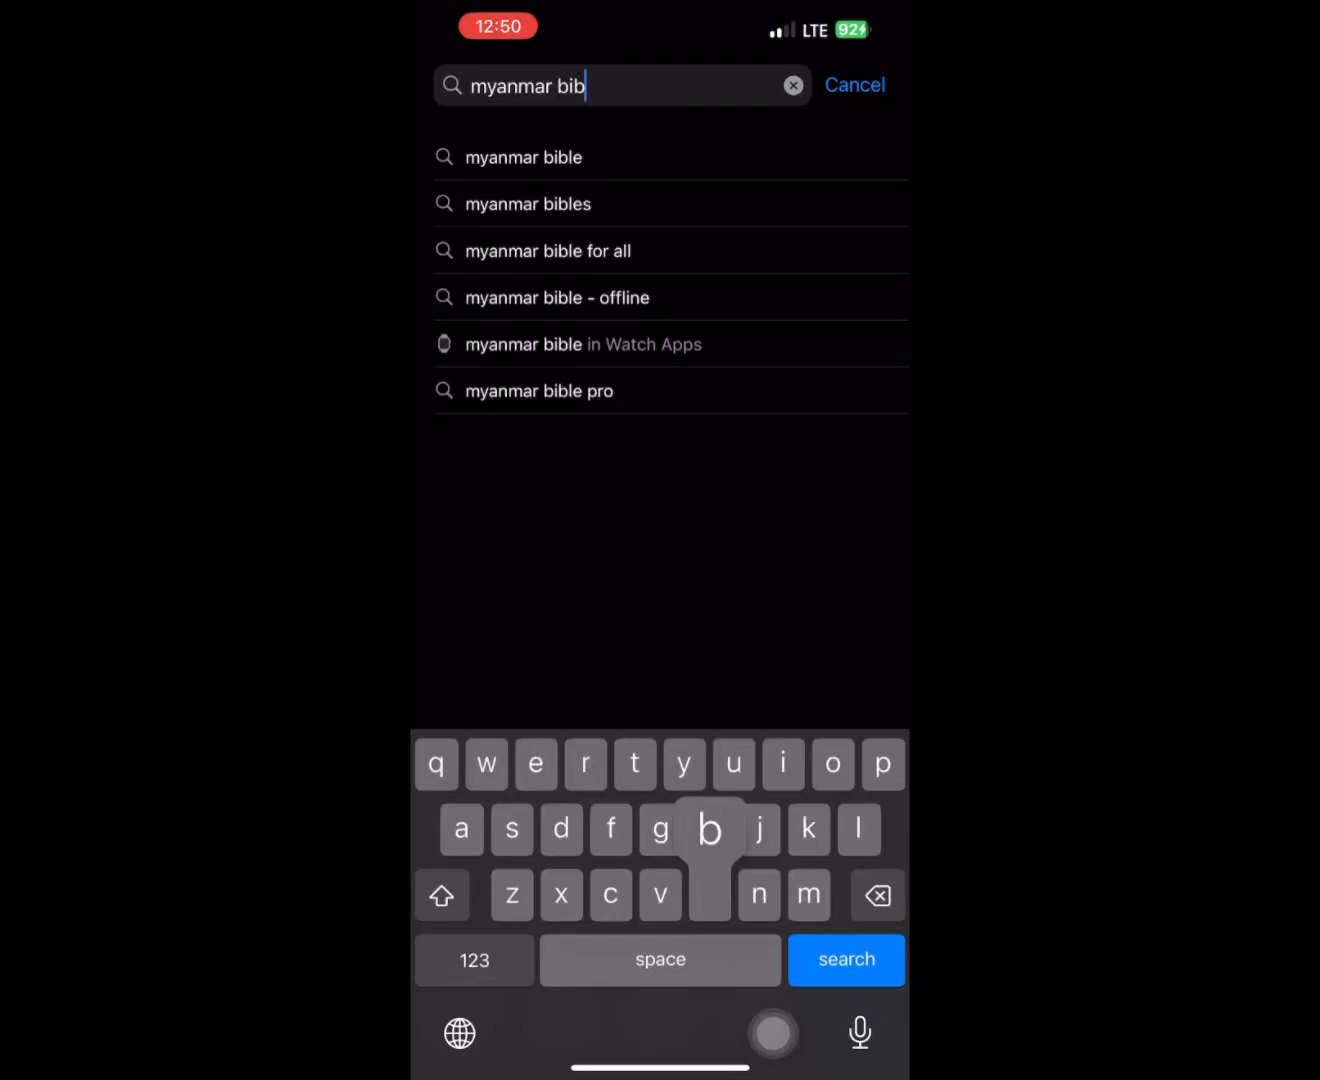 12:50 LTE 92
myanmar bib Cancel
myanmar bible
myanmar bibles
myanmar bible for all
myanmar bible - offline
myanmar bible in Watch Apps
myanmar bible pro
q w e r t y u i o p
a s d f g b j k l
z x c v n m
123 space search